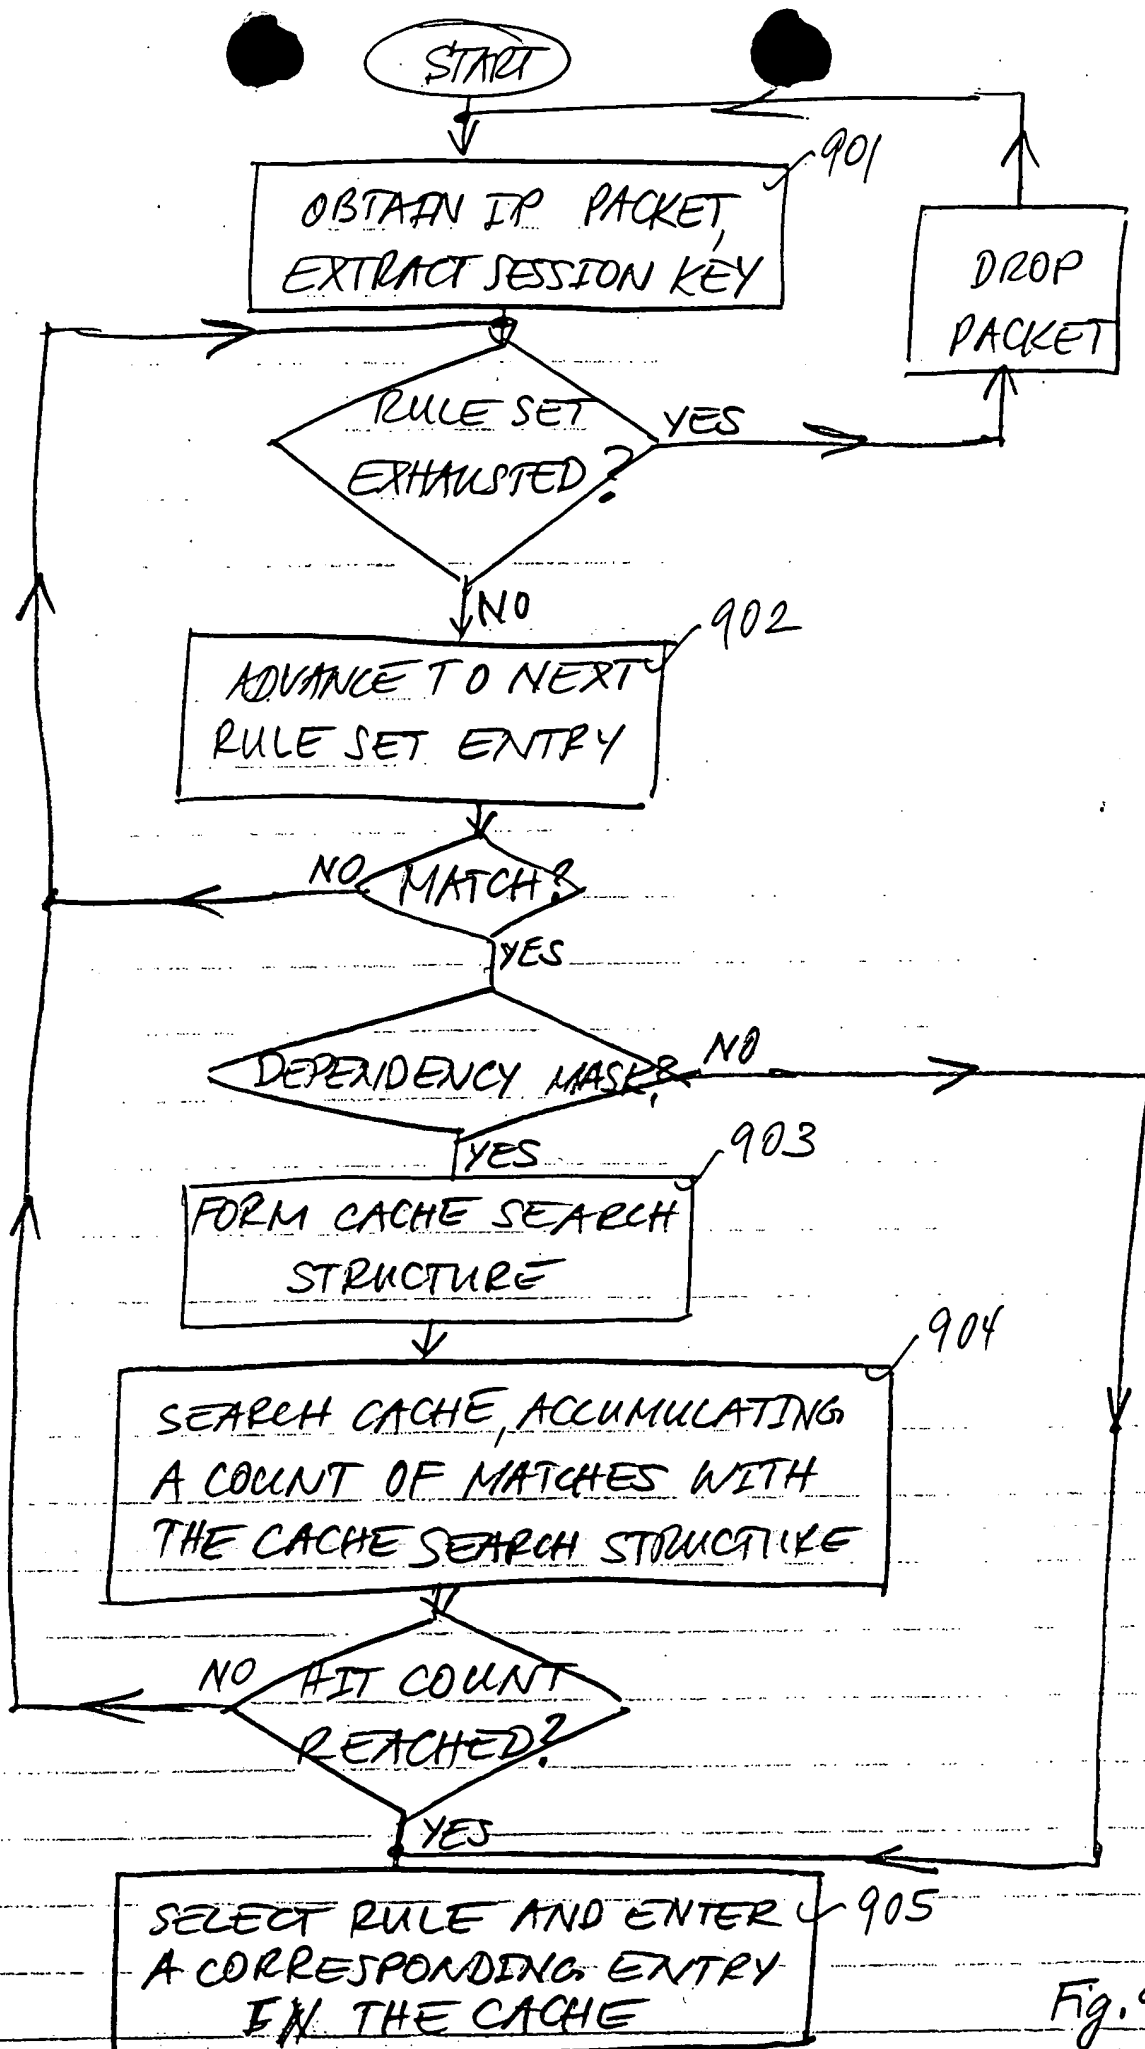 START
901
OBTAIN IP PACKET,
EXTRACT SESSION KEY
DROP
PACKET
RULE SET
EXHAUSTED?
YES
NO
902
ADVANCE TO NEXT
RULE SET ENTRY
NO
MATCH?
YES
DEPENDENCY MASK?
NO
YES
903
FORM CACHE SEARCH
STRUCTURE
904
SEARCH CACHE, ACCUMULATING
A COUNT OF MATCHES WITH
THE CACHE SEARCH STRUCTURE
NO
HIT COUNT
REACHED?
YES
905
SELECT RULE AND ENTER
A CORRESPONDING ENTRY
IN THE CACHE
Fig.